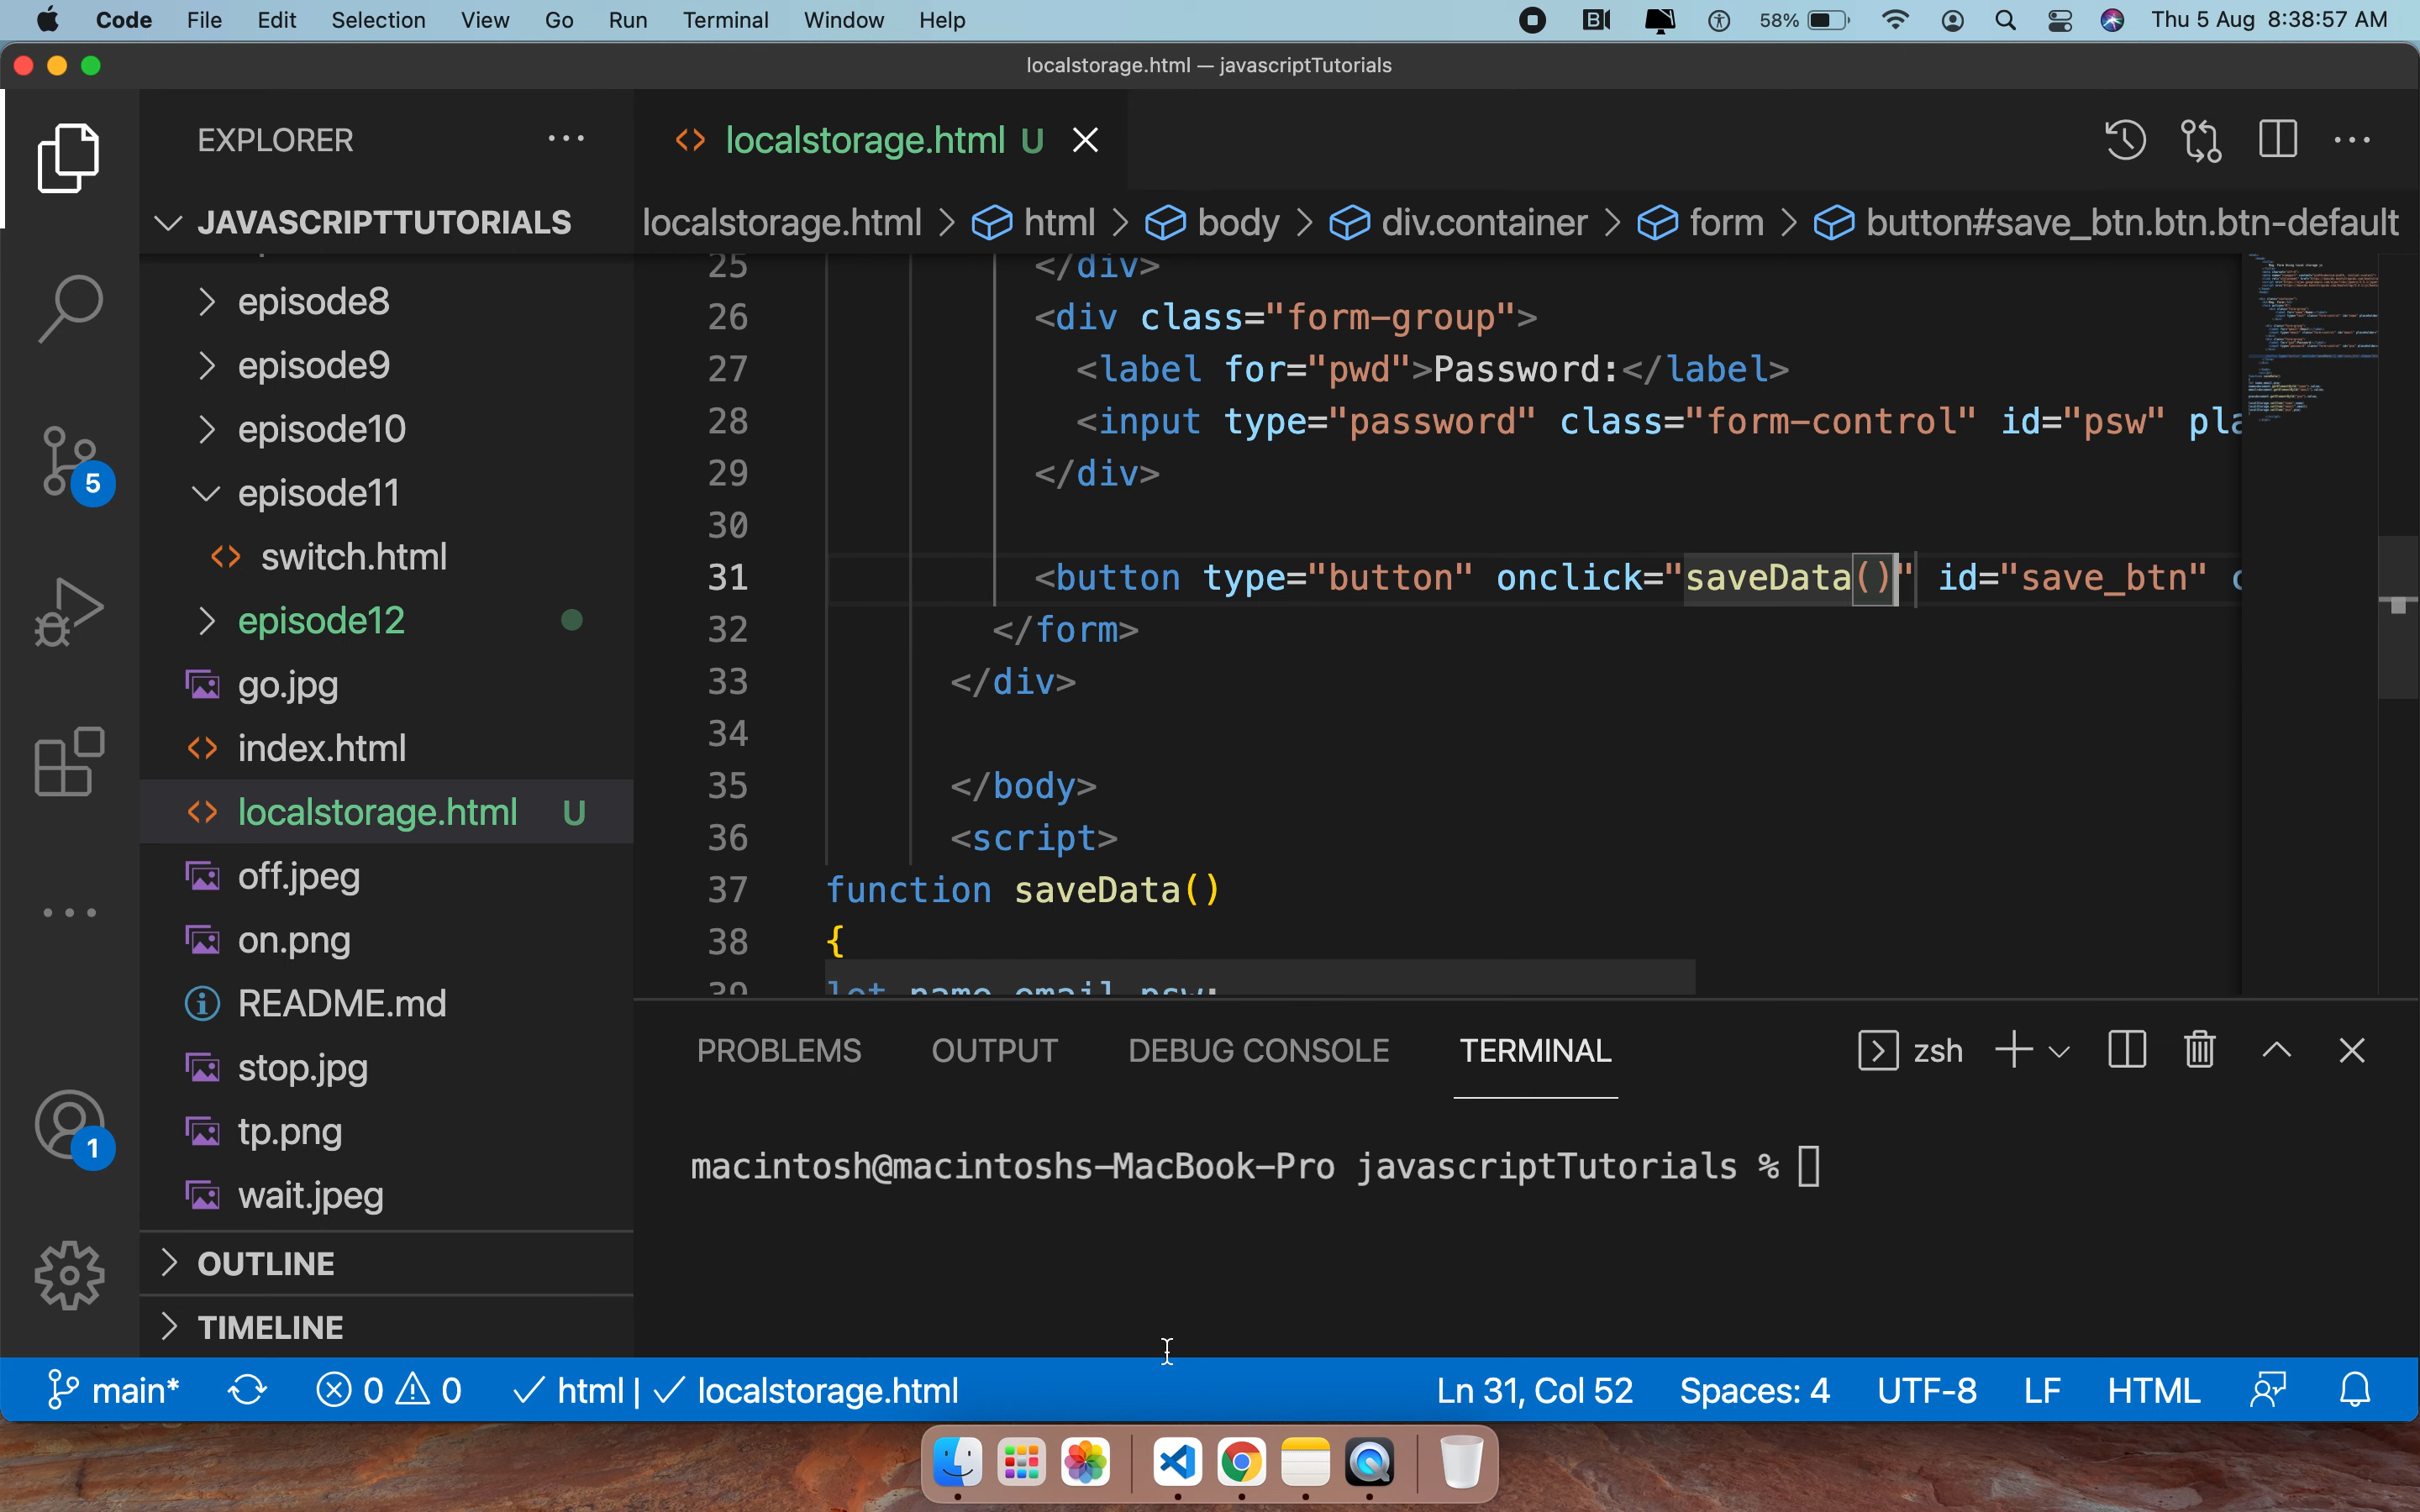 Code File Edit Selection View Go Run Terminal Window Help 58% Thu 5 Aug 8:38:57 AM
localstorage.html — javascriptTutorials
EXPLORER
localstorage.html U
JAVASCRIPTTUTORIALS
localstorage.html > html > body > div.container > form > button#save_btn.btn.btn-default
episode8
episode9
episode10
episode11
switch.html
episode12
go.jpg
index.html
localstorage.html U
off.jpeg
on.png
README.md
stop.jpg
tp.png
wait.jpeg
OUTLINE
TIMELINE
5
1
25 </div>
26 <div class="form-group">
27 <label for="pwd">Password:</label>
28 <input type="password" class="form-control" id="psw" pla
29 </div>
30
31 <button type="button" onclick="saveData()" id="save_btn" c
32 </form>
33 </div>
34
35 </body>
36 <script>
37 function saveData()
38 {
39 let name,email,psw;
PROBLEMS OUTPUT DEBUG CONSOLE TERMINAL zsh
macintosh@macintoshs-MacBook-Pro javascriptTutorials %
main* 0 0 html | localstorage.html Ln 31, Col 52 Spaces: 4 UTF-8 LF HTML